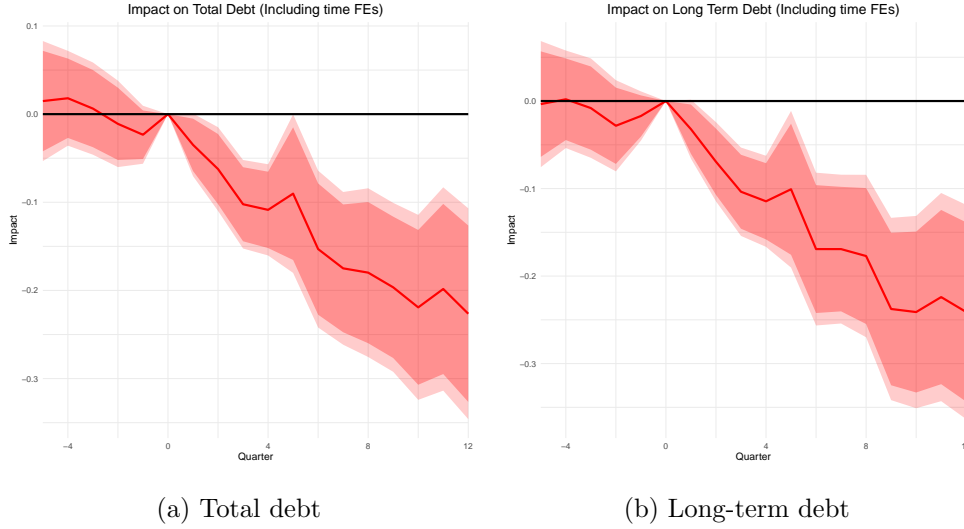 Impact on Total Debt (Including time FEs)
0.1
0.0
−0.1
−0.2
−0.3
Impact
−4
0
4
8
12
Quarter
(a) Total debt
Impact on Long Term Debt (Including time FEs)
0.0
−0.1
−0.2
−0.3
Impact
−4
0
4
8
Quarter
(b) Long-term debt